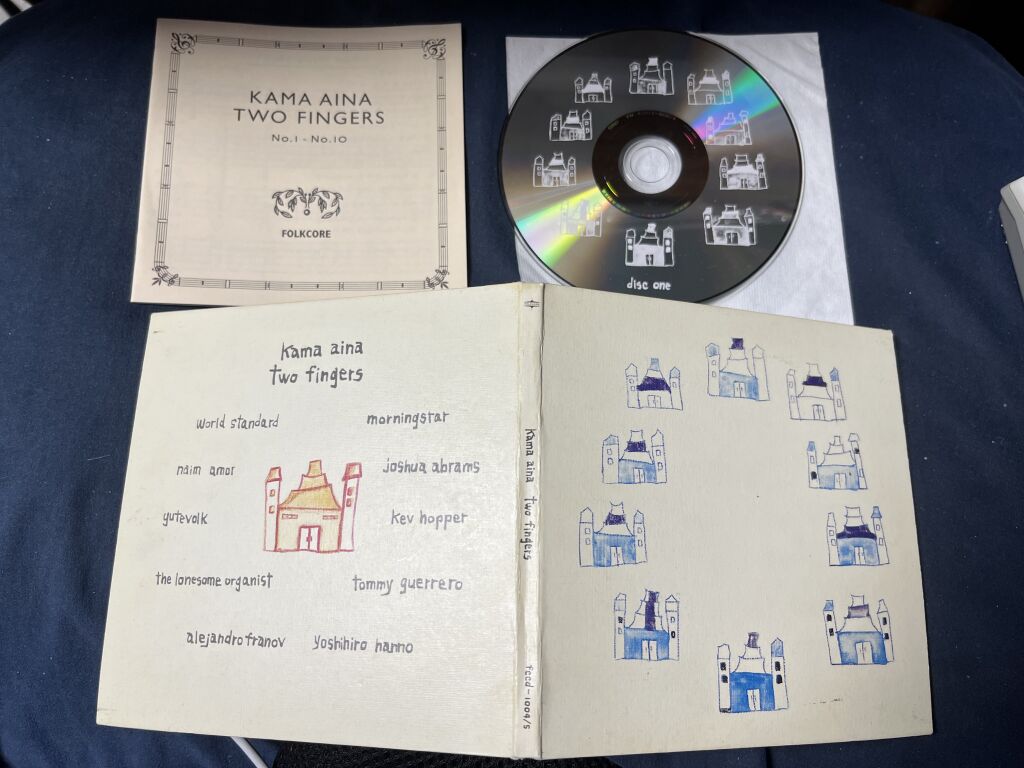 KAMA AINA
TWO FINGERS
No.1 - No.10
FOLKCORE
disc one
kama aina
two fingers
world standard
morningstar
naim amor
joshua abrams
yutevolk
kev hopper
the lonesome organist
tommy guerrero
alejandro franov
yoshihiro hanno
kama aina two fingers
fccd-1004/5